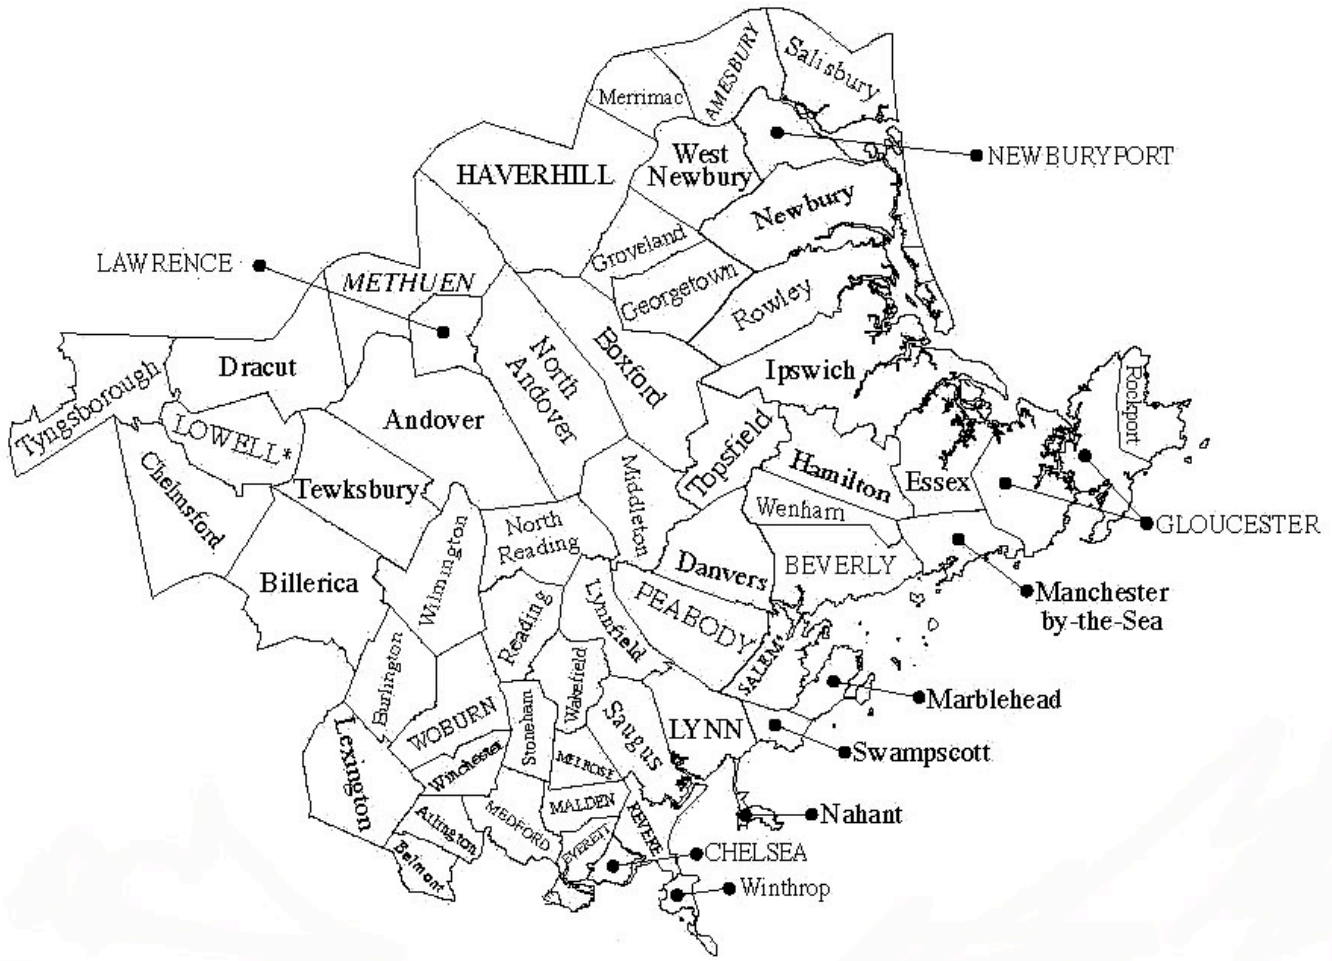 Salisbury
AMESBURY
Merrimac
NEWBURYPORT
West
Newbury
HAVERHILL
Newbury
Groveland
LAWRENCE
METHUEN
Georgetown
Rowley
North
Andover
Boxford
Dracut
Ipswich
Tyngsborough
Rockport
Andover
LOWELL*
Topsfield
Chelmsford
Hamilton
Essex
Tewksbury
Middleton
Wenham
GLOUCESTER
North
Reading
Danvers
BEVERLY
Wilmington
Billerica
Manchester
by-the-Sea
PEABODY
Lynnfield
Reading
SALEM
Burlington
Wakefield
Marblehead
WOBURN
Stoneham
Saugus
LYNN
Swampscott
Lexington
Winchester
MELROSE
MALDEN
Nahant
MEDFORD
Arlington
REVERE
EVERETT
CHELSEA
Belmont
Winthrop